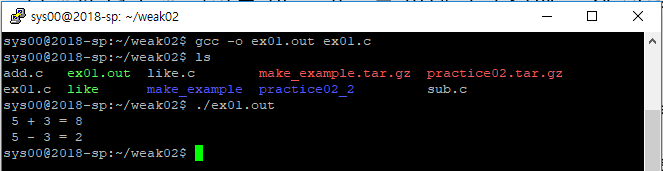 sys00@2018-sp: ~/weak02
sys00@2018-sp:~/weak02$ gcc -o ex01.out ex01.c
sys00@2018-sp:~/weak02$ ls
add.c ex01.out like.c make_example.tar.gz practice02.tar.gz
ex01.c like make_example practice02_2 sub.c
sys00@2018-sp:~/weak02$ ./ex01.out
5 + 3 = 8
5 - 3 = 2
sys00@2018-sp:~/weak02$